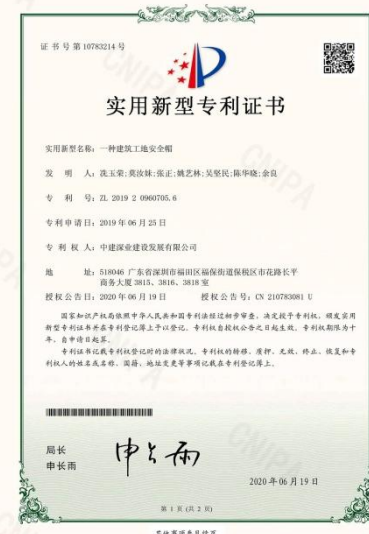 证书号第10783214号
实用新型专利证书
实用新型名称：一种建筑工地安全帽
发 明 人：冼玉荣;莫汝妹;张正;姚艺林;吴坚民;陈华晓;余良
专 利 号：ZL 2019 2 0960705.6
专利申请日：2019年06月25日
专 利 权 人：中建深业建设发展有限公司
地 址：518046 广东省深圳市福田区福保街道保税区市花路长平
商务大厦3815、3816、3818室
授权公告日：2020年06月19日 授权公告号：CN 210783081 U
国家知识产权局依照中华人民共和国专利法经过初步审查，决定授予专利权，颁发实用
新型专利证书并在专利登记簿上予以登记。专利权自授权公告之日起生效。专利权期限为十
年，自申请日起算。
专利证书记载专利权登记时的法律状况。专利权的转移、质押、无效、终止、恢复和专
利权人的姓名或名称、国籍、地址变更等事项记载在专利登记簿上。
局长
申长雨
申长雨
2020年06月19日
第 1 页 (共 2 页)
其他事项参见续页
CNIPA
CNIPA
CNIPA